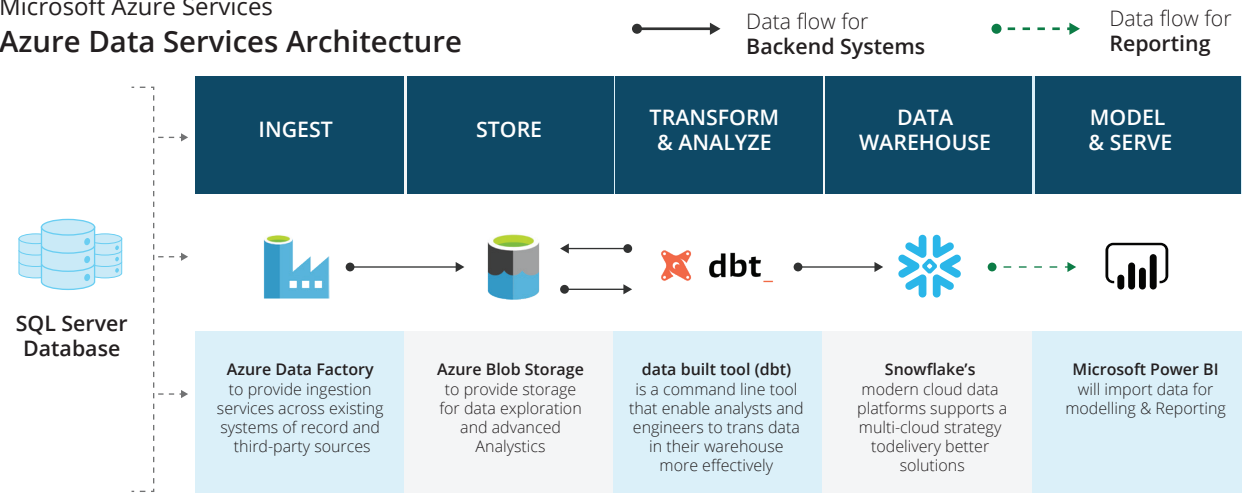 Microsoft Azure Services
Azure Data Services Architecture
Data flow for
Backend Systems
Data flow for
Reporting
INGEST
STORE
TRANSFORM
& ANALYZE
DATA
WAREHOUSE
MODEL
& SERVE
SQL Server
Database
dbt_
Azure Data Factory
to provide ingestion
services across existing
systems of record and
third-party sources
Azure Blob Storage
to provide storage
for data exploration
and advanced
Analystics
data built tool (dbt)
is a command line tool
that enable analysts and
engineers to trans data
in their warehouse
more effectively
Snowflake’s
modern cloud data
platforms supports a
multi-cloud strategy
todelivery better
solutions
Microsoft Power BI
will import data for
modelling & Reporting